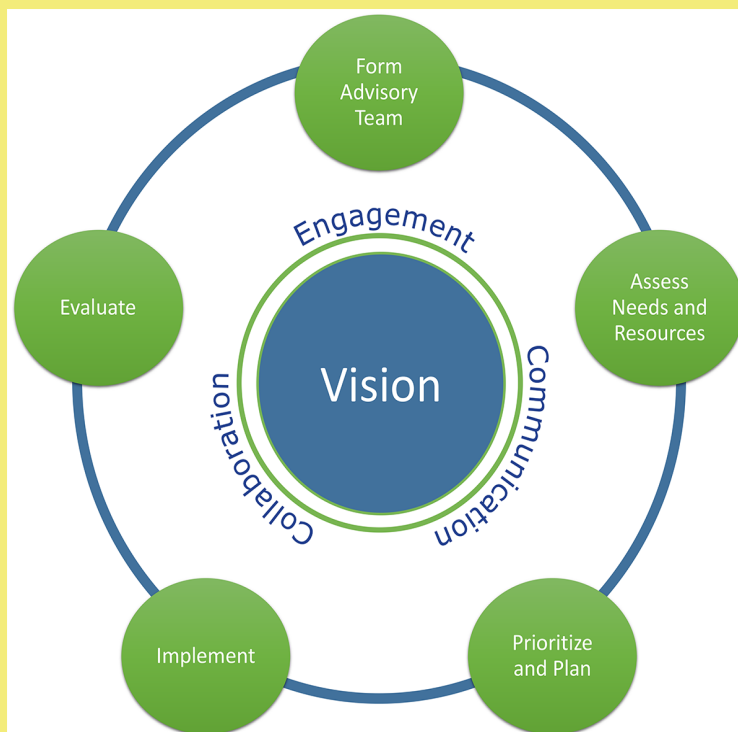 Form
Advisory
Team
Engagement
Evaluate
Assess
Needs and
Resources
Vision
Communication
Collaboration
Implement
Prioritize
and Plan